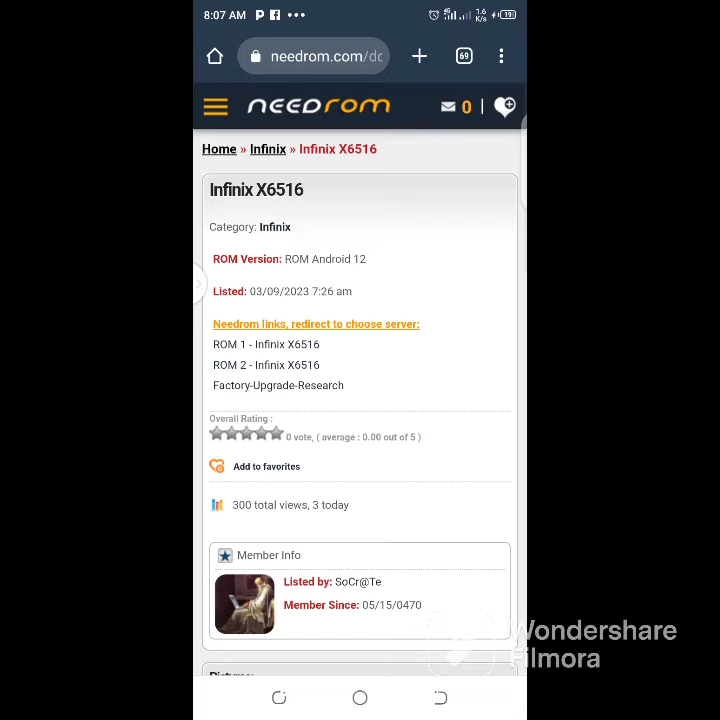 8:07 AM
4G 1.6 K/s 19
needrom.com/dc
69
needrom 0 |
Home » Infinix » Infinix X6516
Infinix X6516
Category: Infinix
ROM Version: ROM Android 12
Listed: 03/09/2023 7:26 am
Needrom links, redirect to choose server:
ROM 1 - Infinix X6516
ROM 2 - Infinix X6516
Factory-Upgrade-Research
Overall Rating :
0 vote, ( average : 0.00 out of 5 )
Add to favorites
300 total views, 3 today
Member Info
Listed by: SoCr@Te
Member Since: 05/15/0470
Wondershare
Filmora